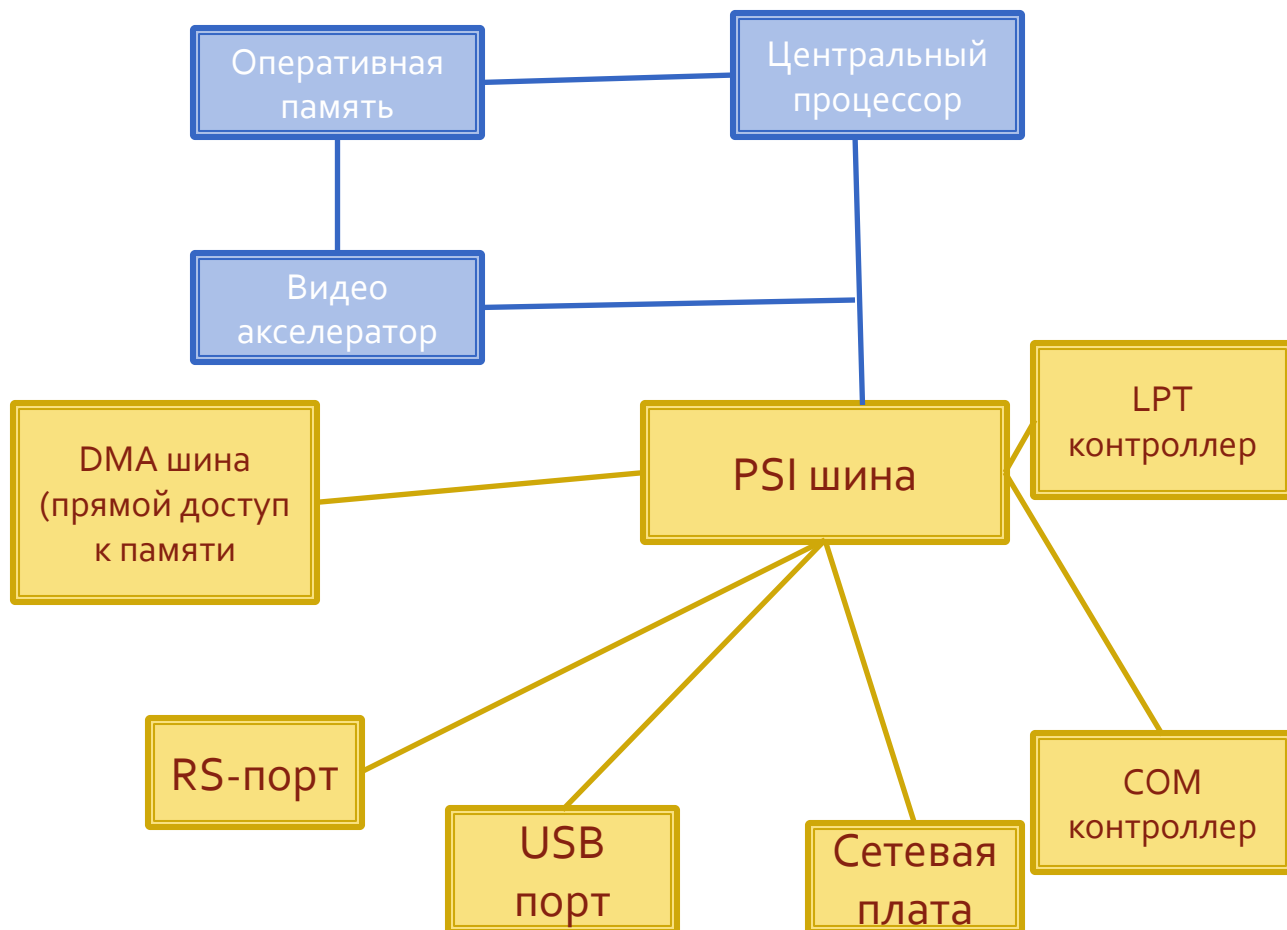 Оперативная
память
Центральный
процессор
Видео
акселератор
LPT
контроллер
DMA шина
(прямой доступ
к памяти
PSI шина
RS-порт
USB
порт
Сетевая
плата
COM
контроллер